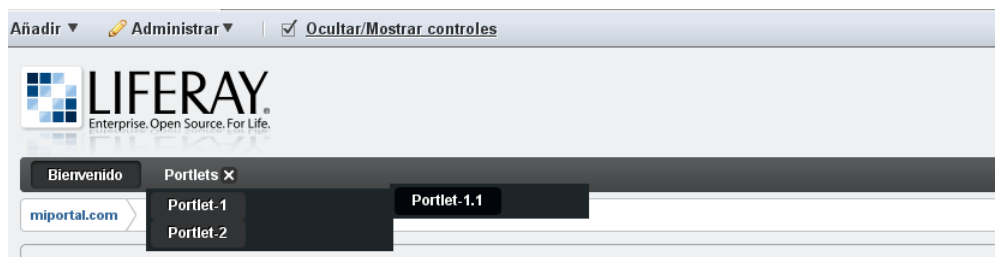 Añadir Administrar Ocultar/Mostrar controles
LIFERAY.
Enterprise. Open Source. For Life.
Bienvenido Portlets
Portlet-1 Portlet-1.1
miportal.com
Portlet-2